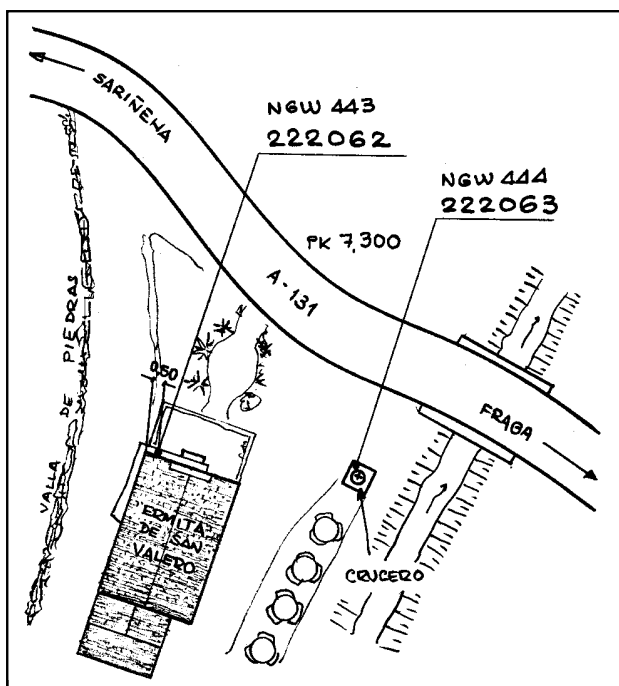 SARIÑENA
NGW 443
222062
NGW 444
222063
PK 7,300
A-131
FRAGA
VALLA DE PIEDRAS
0,50
ERMITA
DE SAN
VALERO
CRUCERO